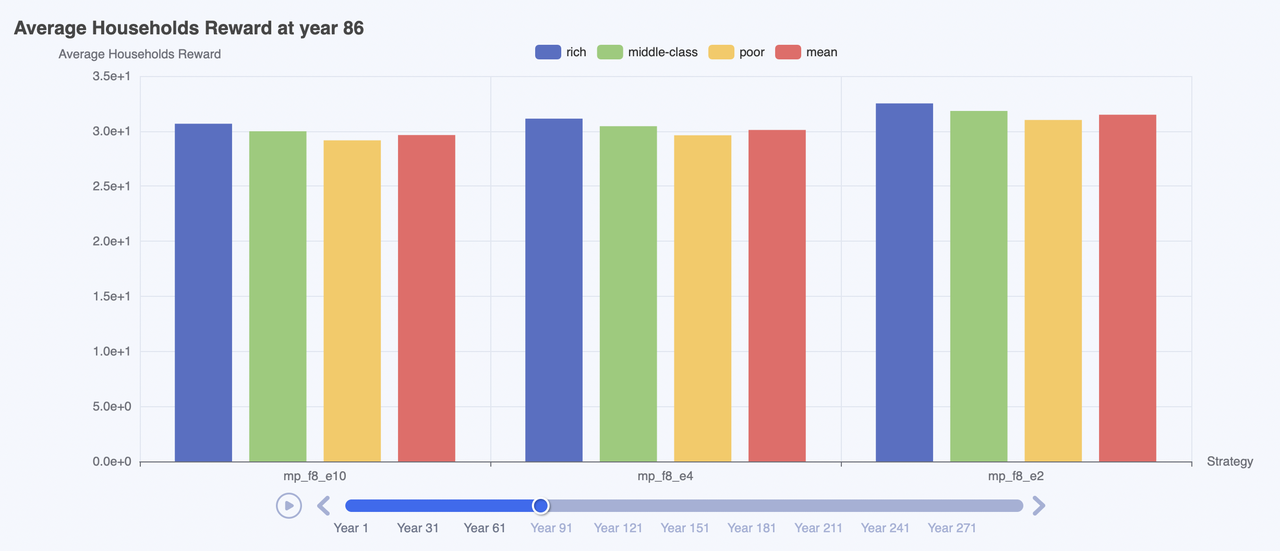 Average Households Reward at year 86
Average Households Reward
rich middle-class poor mean
3.5e+1
3.0e+1
2.5e+1
2.0e+1
1.5e+1
1.0e+1
5.0e+0
0.0e+0
mp_f8_e10 mp_f8_e4 mp_f8_e2
Strategy
Year 1 Year 31 Year 61 Year 91 Year 121 Year 151 Year 181 Year 211 Year 241 Year 271